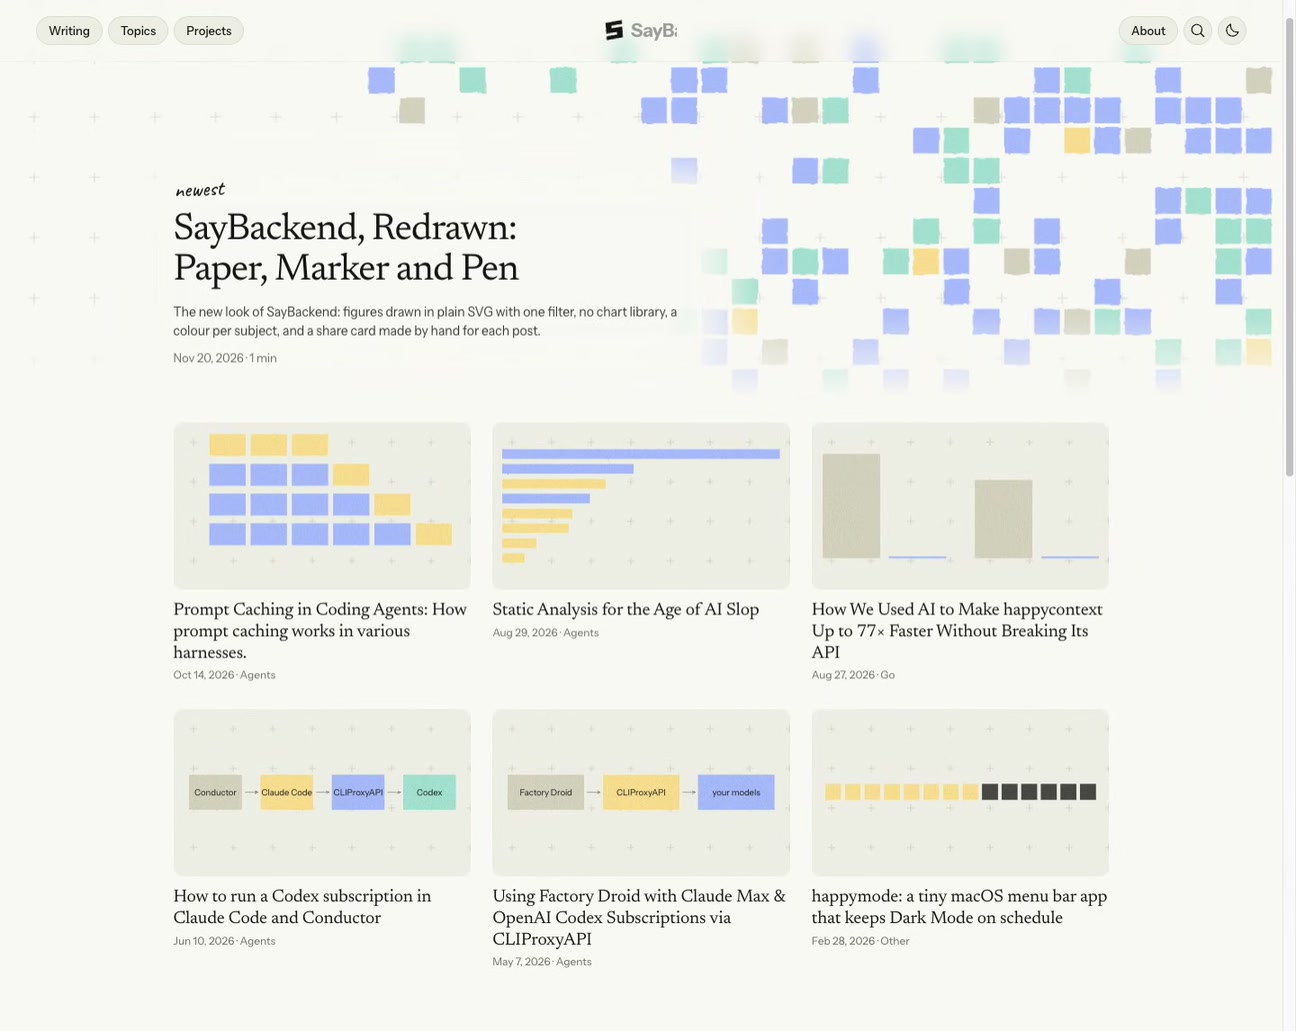 Writing
Topics
Projects
SayBa
About
newest
SayBackend, Redrawn:
Paper, Marker and Pen
The new look of SayBackend: figures drawn in plain SVG with one filter, no chart library, a
colour per subject, and a share card made by hand for each post.
Nov 20, 2026 · 1 min
Prompt Caching in Coding Agents: How
prompt caching works in various
harnesses.
Oct 14, 2026 · Agents
Static Analysis for the Age of AI Slop
Aug 29, 2026 · Agents
How We Used AI to Make happycontext
Up to 77× Faster Without Breaking Its
API
Aug 27, 2026 · Go
Conductor
Claude Code
CLIProxyAPI
Codex
How to run a Codex subscription in
Claude Code and Conductor
Jun 10, 2026 · Agents
Factory Droid
CLIProxyAPI
your models
Using Factory Droid with Claude Max &
OpenAI Codex Subscriptions via
CLIProxyAPI
May 7, 2026 · Agents
happymode: a tiny macOS menu bar app
that keeps Dark Mode on schedule
Feb 28, 2026 · Other